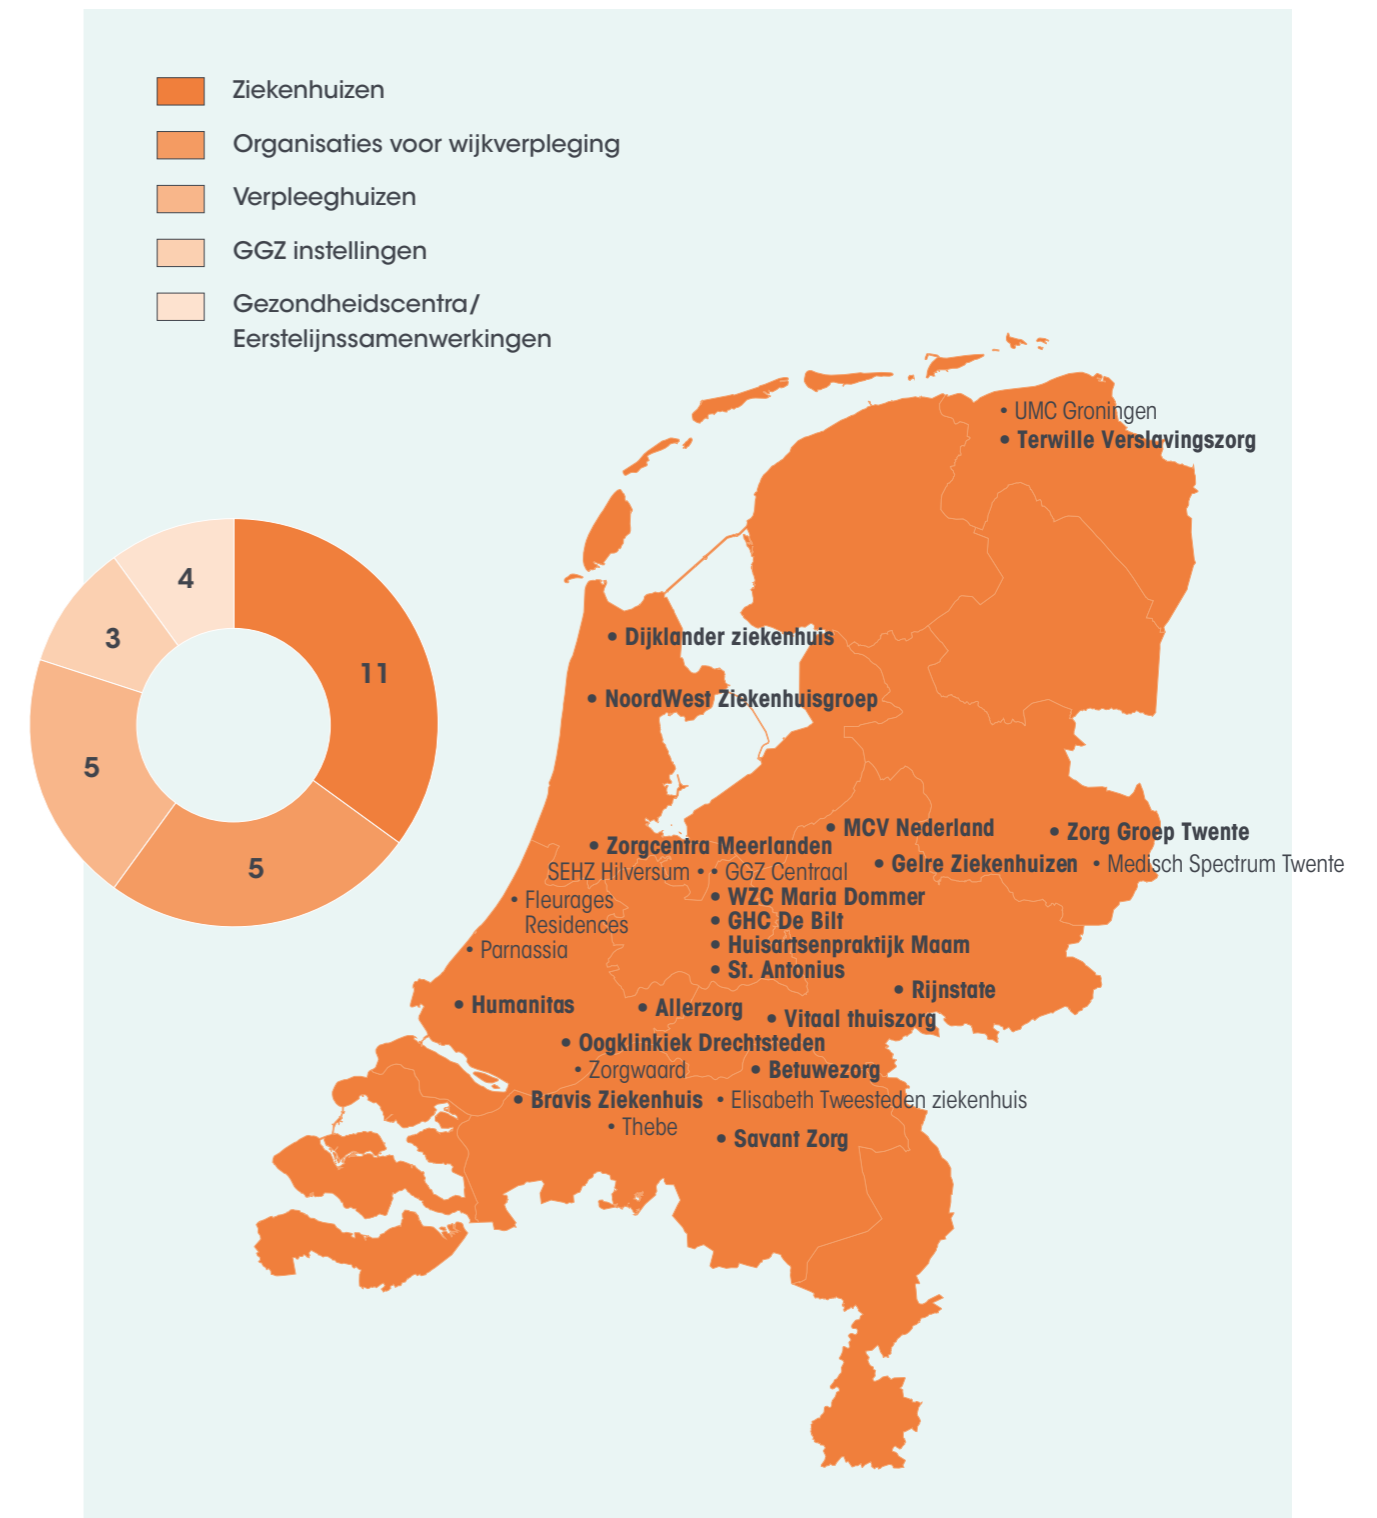 Ziekenhuizen
Organisaties voor wijkverpleging
Verpleeghuizen
GGZ instellingen
Gezondheidscentra/
Eerstelijnssamenwerkingen
4
3
11
5
5
• UMC Groningen
• Terwille Verslavingszorg
• Dijklander ziekenhuis
• NoordWest Ziekenhuisgroep
• MCV Nederland
• Zorg Groep Twente
• Zorgcentra Meerlanden
• Gelre Ziekenhuizen
• Medisch Spectrum Twente
SEHZ Hilversum •
• GGZ Centraal
• WZC Maria Dommer
• Fleurages
Residences
• GHC De Bilt
• Huisartsenpraktijk Maam
• Parnassia
• St. Antonius
• Rijnstate
• Humanitas
• Allerzorg
• Vitaal thuiszorg
• Oogklinkiek Drechtsteden
• Zorgwaard
• Betuwezorg
• Bravis Ziekenhuis
• Elisabeth Tweesteden ziekenhuis
• Thebe
• Savant Zorg